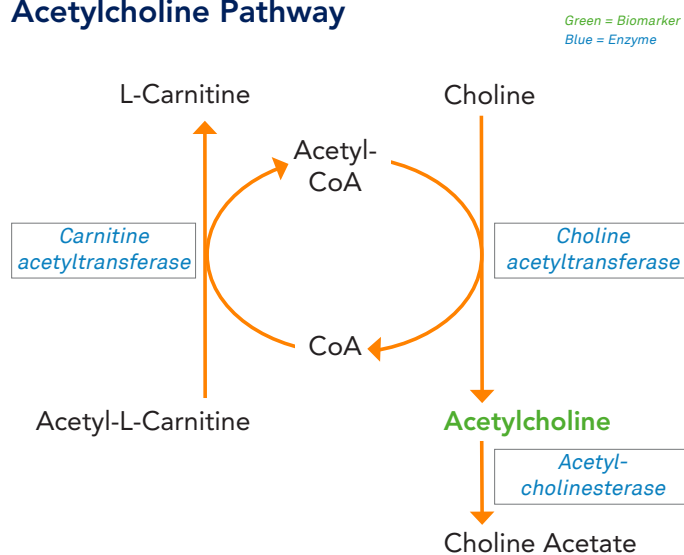 Acetylcholine Pathway
Green = Biomarker
Blue = Enzyme
L-Carnitine
Choline
Acetyl-
CoA
Carnitine
acetyltransferase
Choline
acetyltransferase
CoA
Acetyl-L-Carnitine
Acetylcholine
Acetyl-
cholinesterase
Choline Acetate